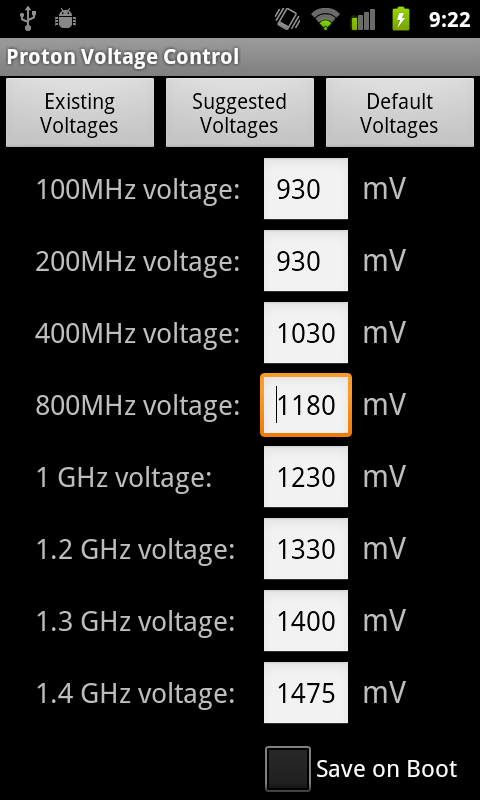 9:22
Proton Voltage Control
Existing Suggested Default
Voltages Voltages Voltages
100MHz voltage: 930 mV
200MHz voltage: 930 mV
400MHz voltage: 1030 mV
800MHz voltage: 1180 mV
1 GHz voltage: 1230 mV
1.2 GHz voltage: 1330 mV
1.3 GHz voltage: 1400 mV
1.4 GHz voltage: 1475 mV
Save on Boot